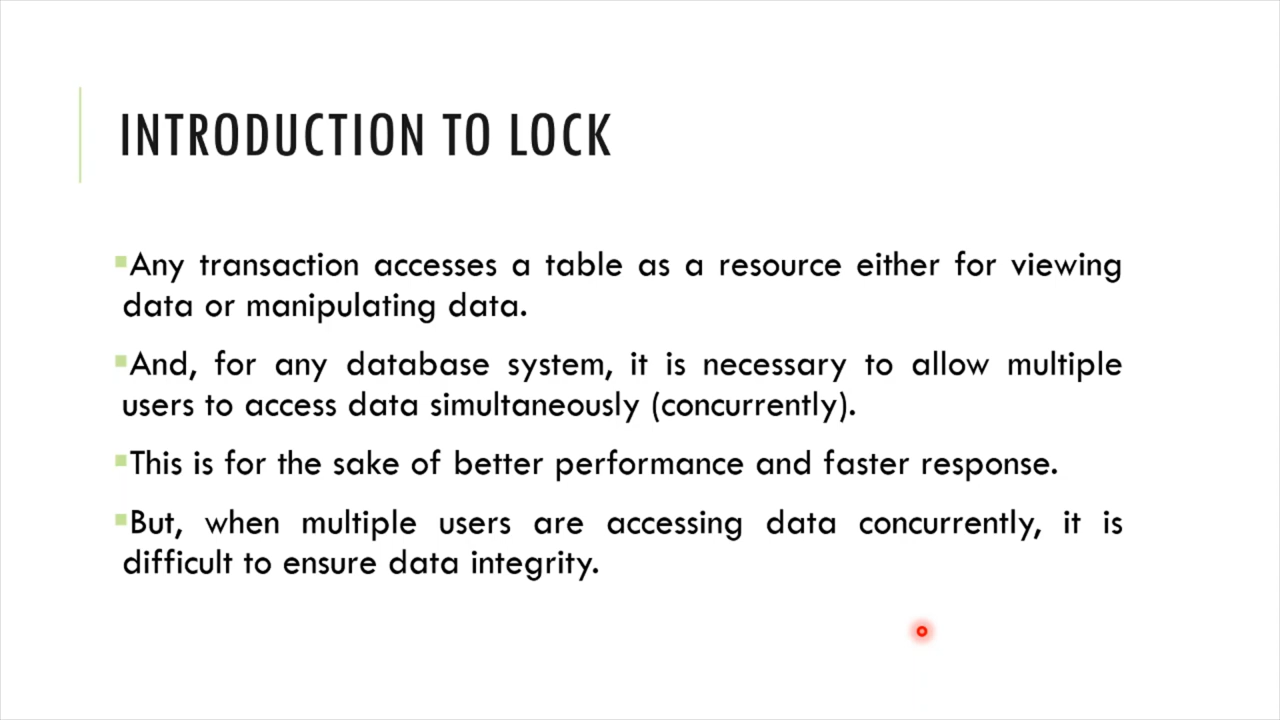 INTRODUCTION TO LOCK
Any transaction accesses a table as a resource either for viewing
data or manipulating data.
And, for any database system, it is necessary to allow multiple
users to access data simultaneously (concurrently).
This is for the sake of better performance and faster response.
But, when multiple users are accessing data concurrently, it is
difficult to ensure data integrity.